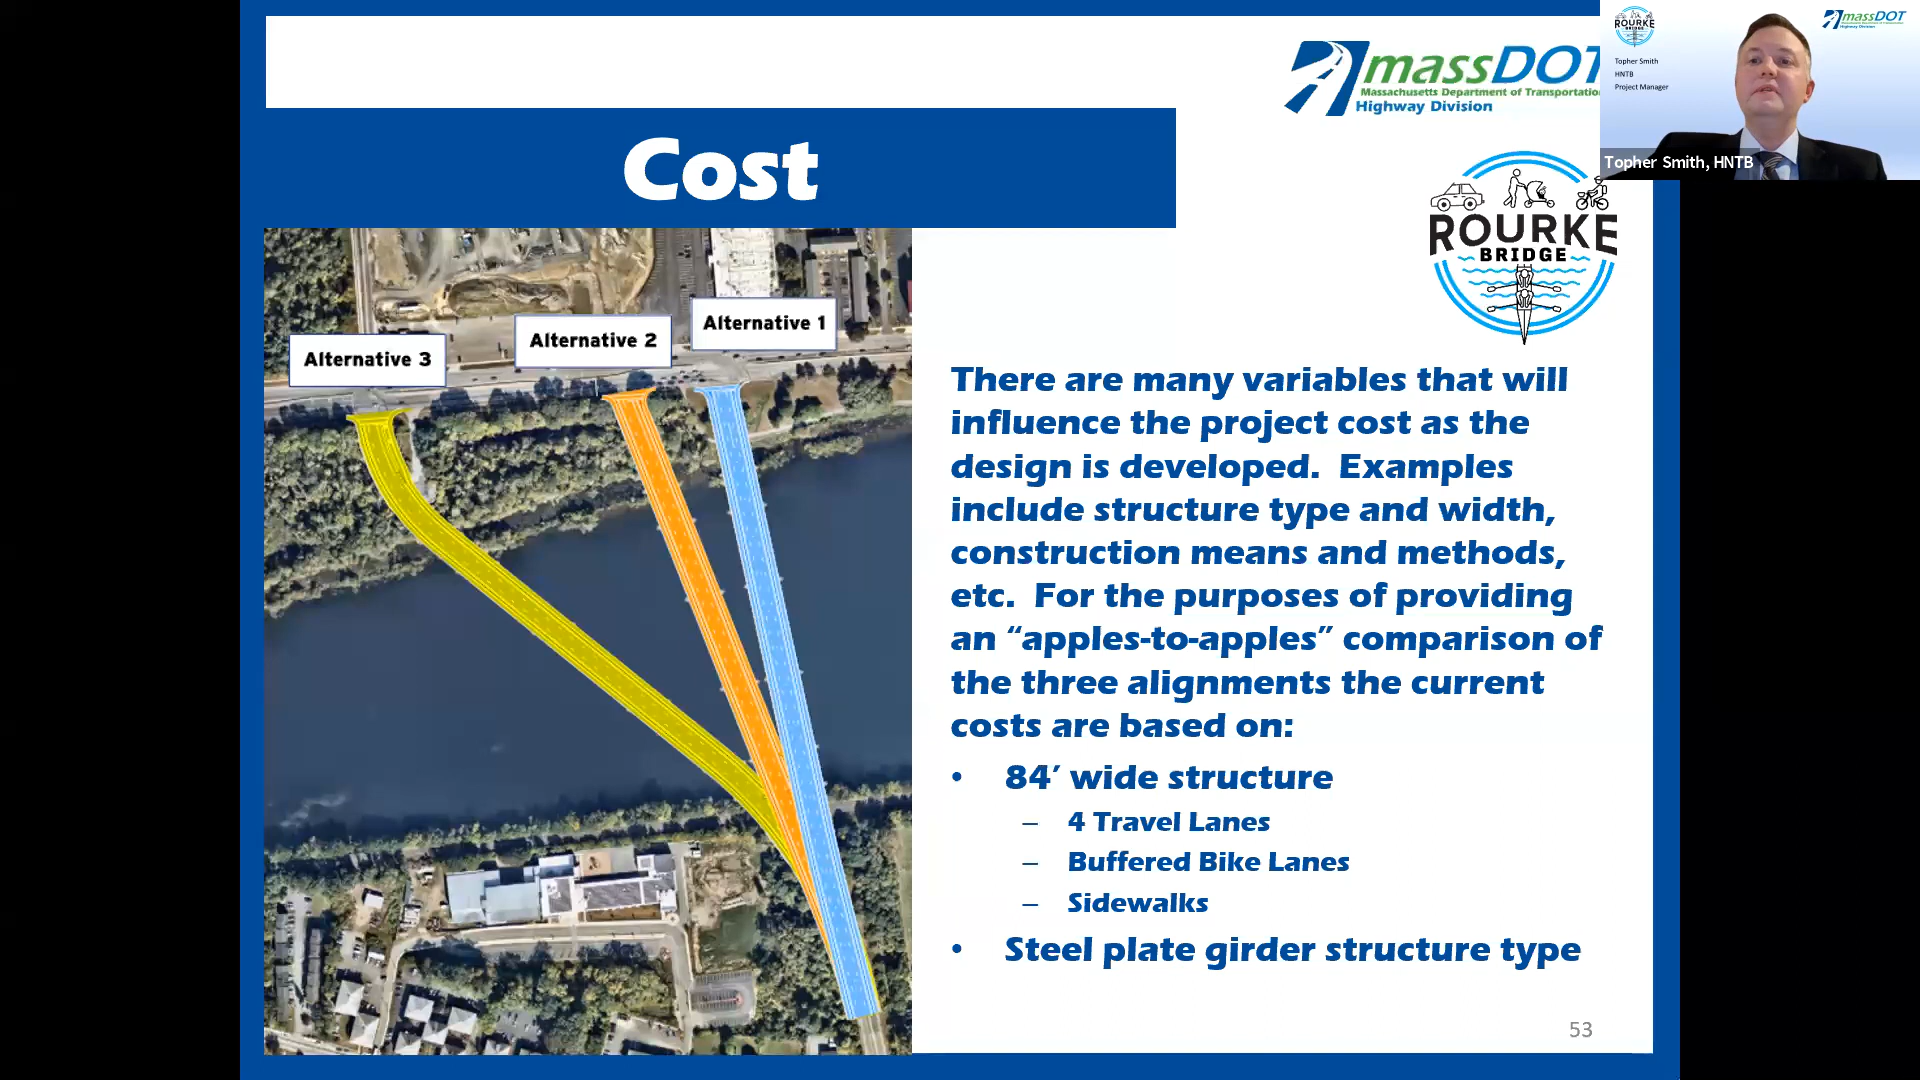 massDOT
Massachusetts Department of Transportation
Highway Division
ROURKE
BRIDGE
Topher Smith
HNTB
Project Manager
massDOT
Topher Smith, HNTB
Cost
ROURKE
BRIDGE
Alternative 3
Alternative 2
Alternative 1
There are many variables that will
influence the project cost as the
design is developed.  Examples
include structure type and width,
construction means and methods,
etc.  For the purposes of providing
an “apples-to-apples” comparison of
the three alignments the current
costs are based on:
• 84’ wide structure
– 4 Travel Lanes
– Buffered Bike Lanes
– Sidewalks
• Steel plate girder structure type
53